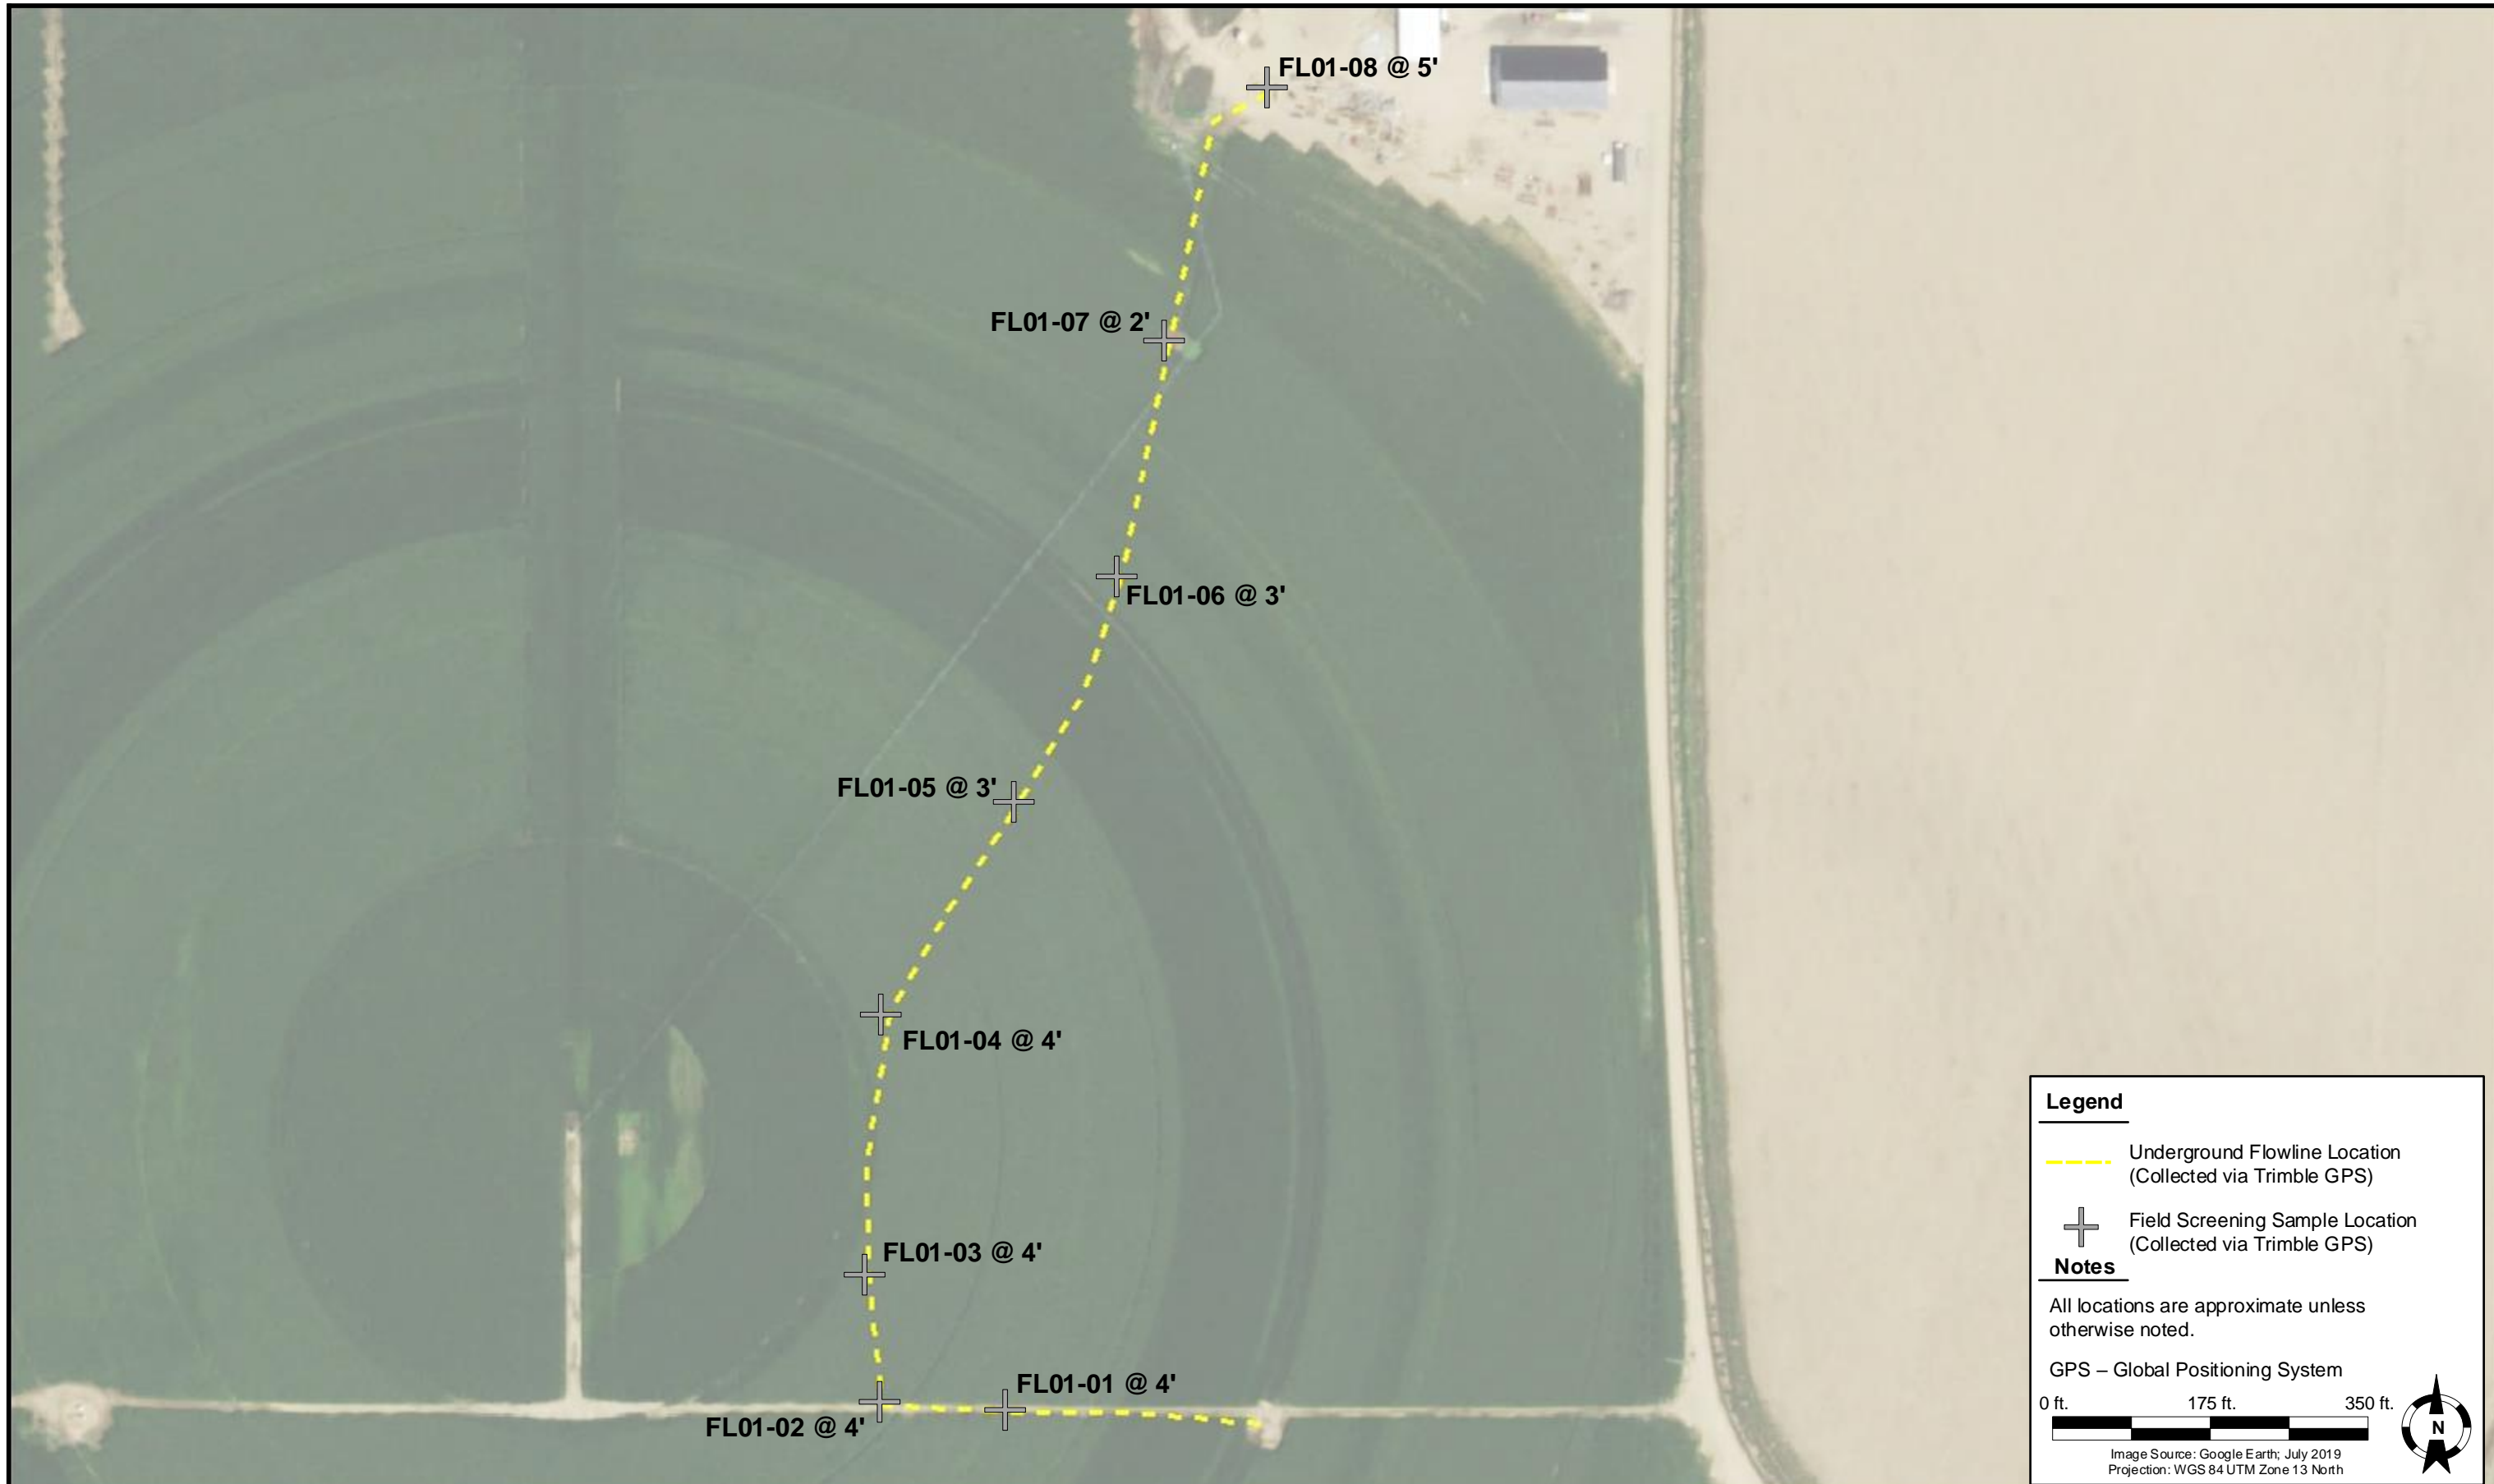 FL01-08 @ 5'
FL01-07 @ 2'
FL01-06 @ 3'
FL01-05 @ 3'
FL01-04 @ 4'
FL01-03 @ 4'
FL01-01 @ 4'
FL01-02 @ 4'
Legend
Underground Flowline Location
(Collected via Trimble GPS)
Field Screening Sample Location
(Collected via Trimble GPS)
Notes
All locations are approximate unless
otherwise noted.
GPS – Global Positioning System
0 ft. 175 ft. 350 ft.
N
Image Source: Google Earth; July 2019
Projection: WGS 84 UTM Zone 13 North